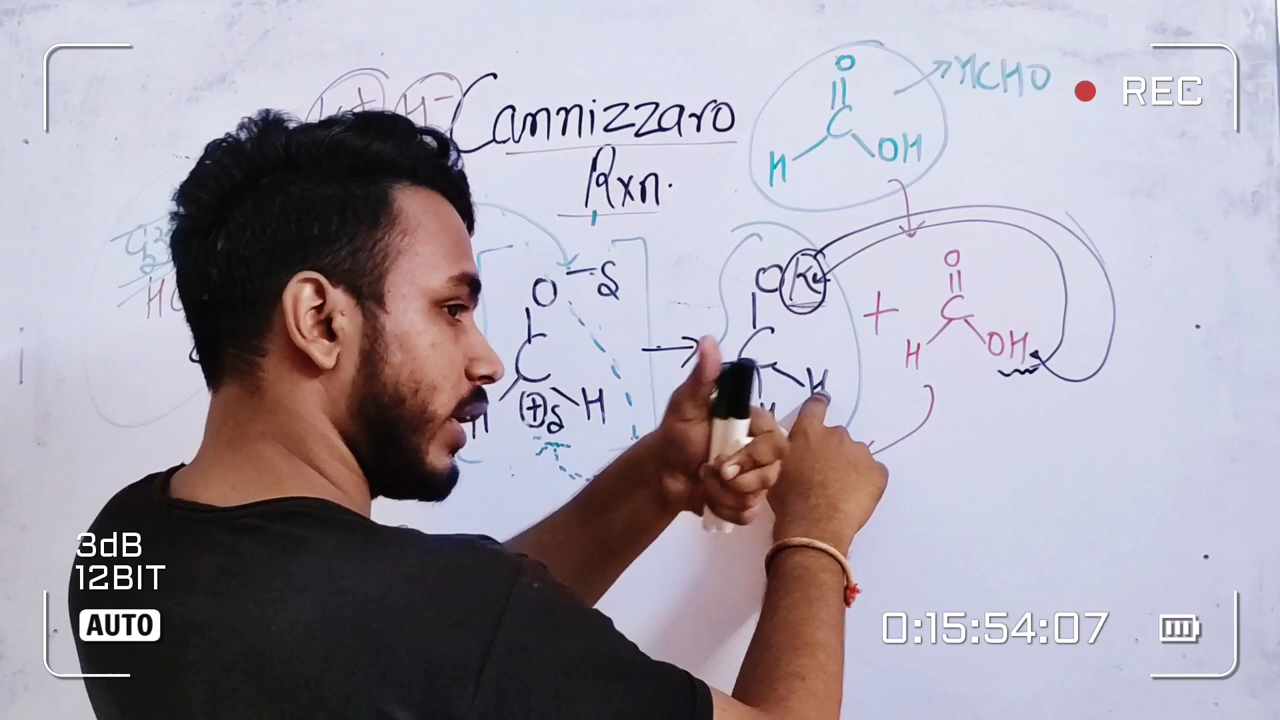 K+ H-
Cannizzaro
Rxn.
O
H C OH
HCHO
REC
O -δ
C
H +δ H
→
O K
C
H
H
+
O
C
H OH
3dB
12BIT
AUTO
0:15:54:07